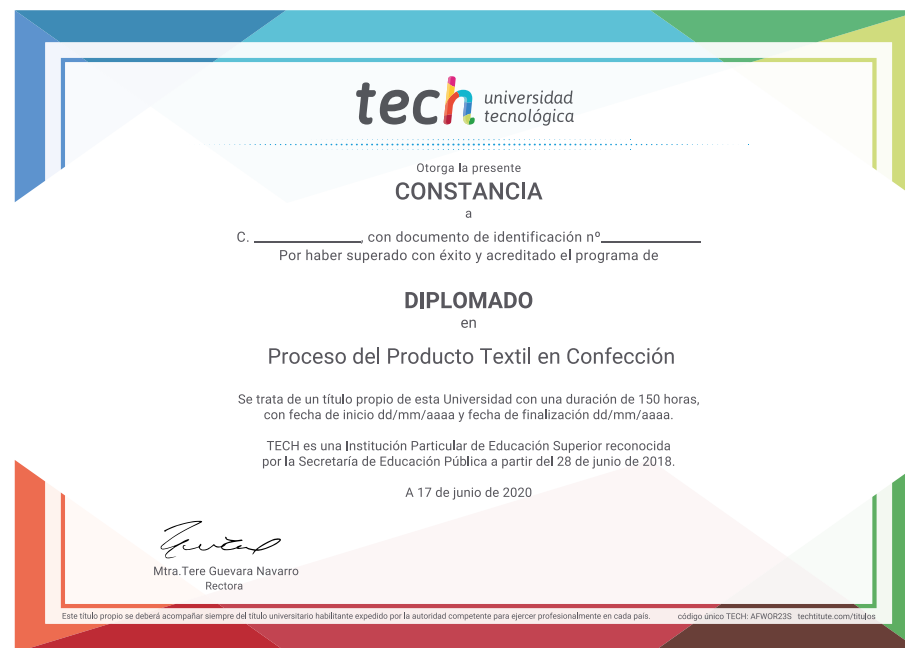 tech universidad
tecnológica
Otorga la presente
CONSTANCIA
a
C. ____________, con documento de identificación nº____________
Por haber superado con éxito y acreditado el programa de
DIPLOMADO
en
Proceso del Producto Textil en Confección
Se trata de un título propio de esta Universidad con una duración de 150 horas,
con fecha de inicio dd/mm/aaaa y fecha de finalización dd/mm/aaaa.
TECH es una Institución Particular de Educación Superior reconocida
por la Secretaría de Educación Pública a partir del 28 de junio de 2018.
A 17 de junio de 2020
Mtra.Tere Guevara Navarro
Rectora
Este título propio se deberá acompañar siempre del título universitario habilitante expedido por la autoridad competente para ejercer profesionalmente en cada país. código único TECH: AFWOR23S techtitute.com/titulos